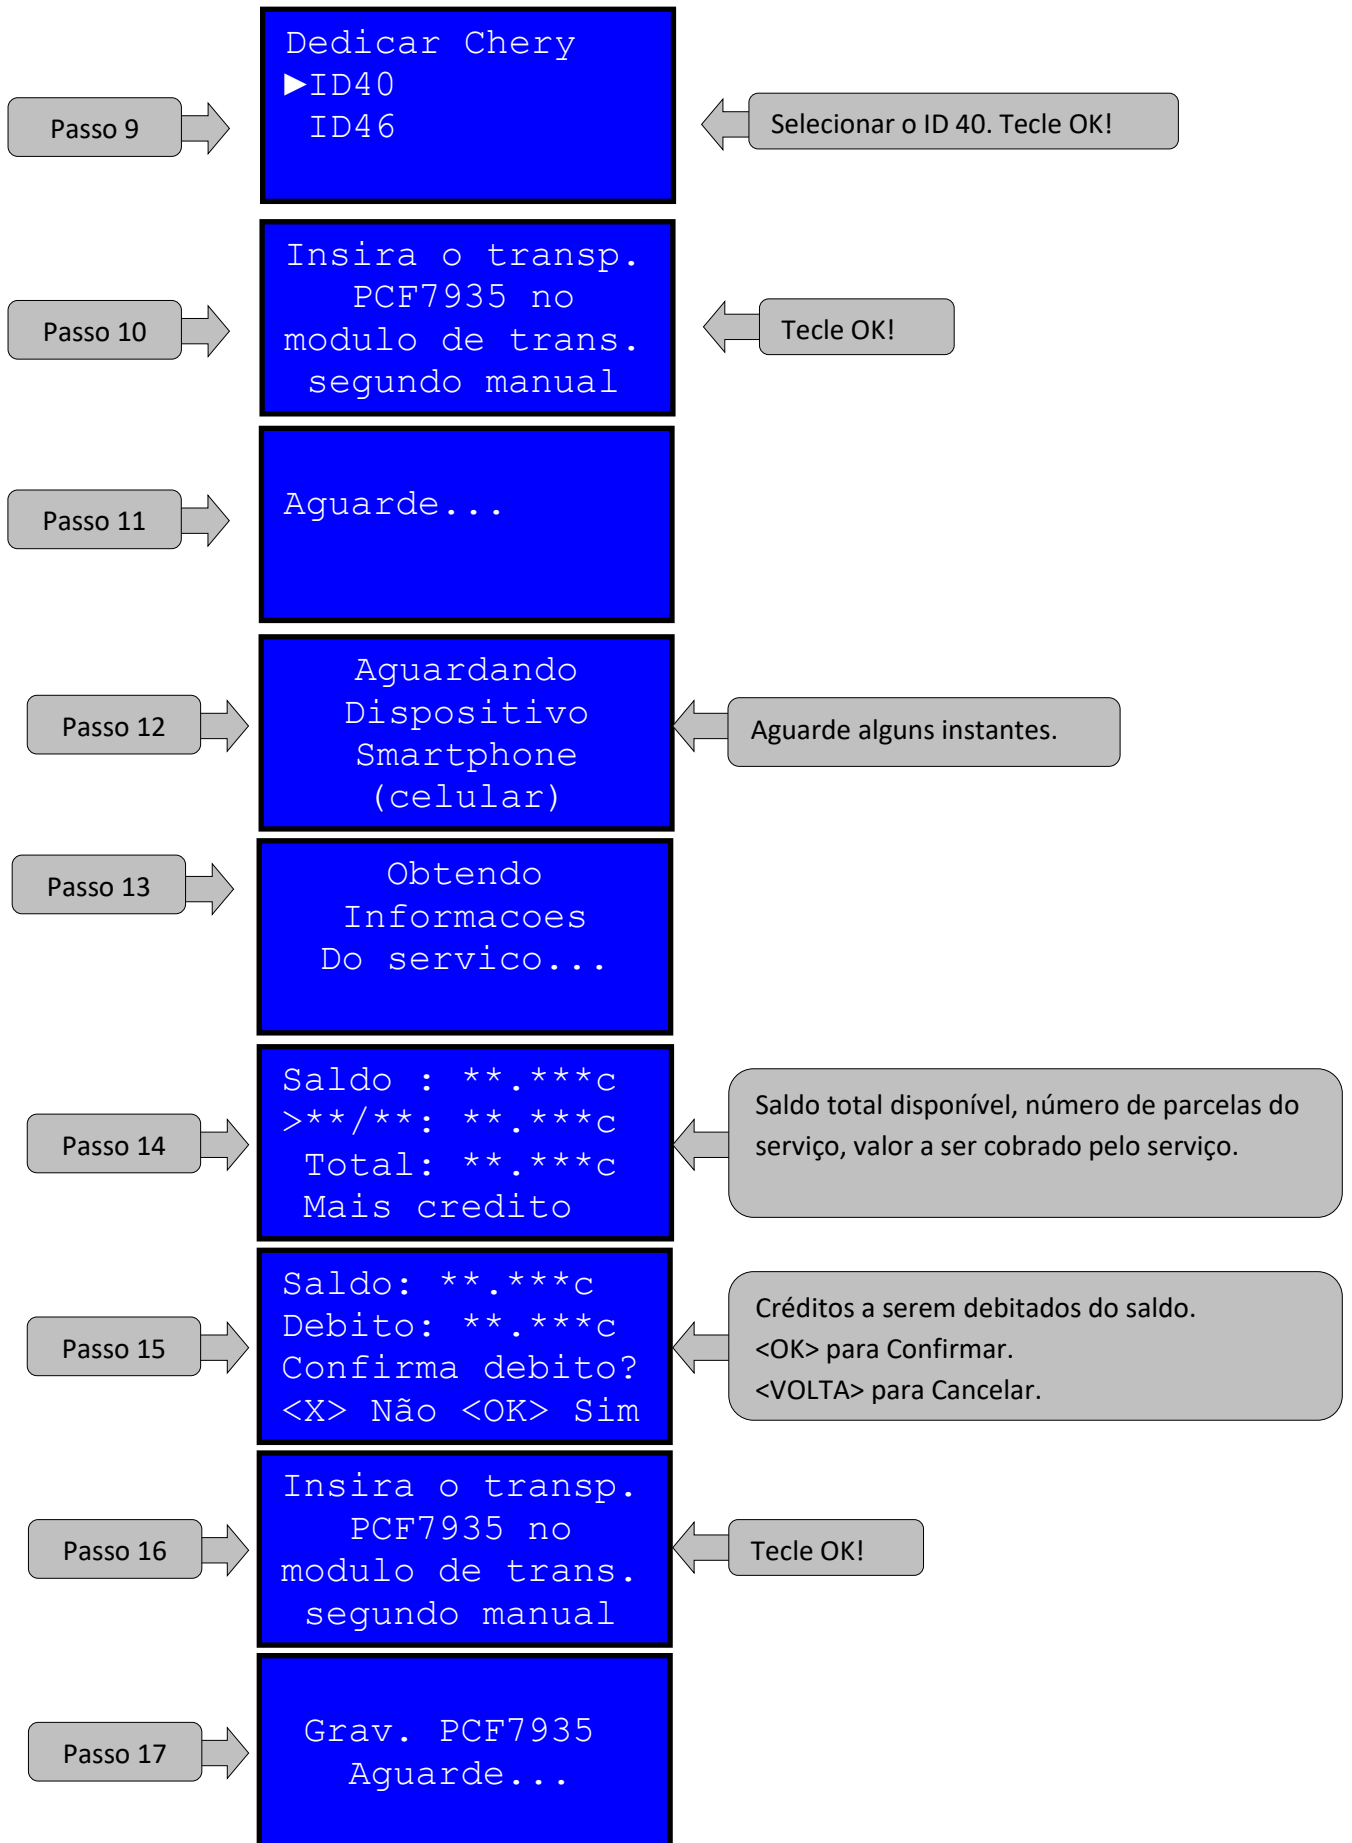 Passo 9
Dedicar Chery
►ID40
ID46
Selecionar o ID 40. Tecle OK!
Passo 10
Insira o transp.
PCF7935 no
modulo de trans.
segundo manual
Tecle OK!
Passo 11
Aguarde...
Passo 12
Aguardando
Dispositivo
Smartphone
(celular)
Aguarde alguns instantes.
Passo 13
Obtendo
Informacoes
Do servico...
Passo 14
Saldo : **.***c
>**/**: **.***c
Total: **.***c
Mais credito
Saldo total disponível, número de parcelas do
serviço, valor a ser cobrado pelo serviço.
Passo 15
Saldo: **.***c
Debito: **.***c
Confirma debito?
<X> Não <OK> Sim
Créditos a serem debitados do saldo.
<OK> para Confirmar.
<VOLTA> para Cancelar.
Passo 16
Insira o transp.
PCF7935 no
modulo de trans.
segundo manual
Tecle OK!
Passo 17
Grav. PCF7935
Aguarde...